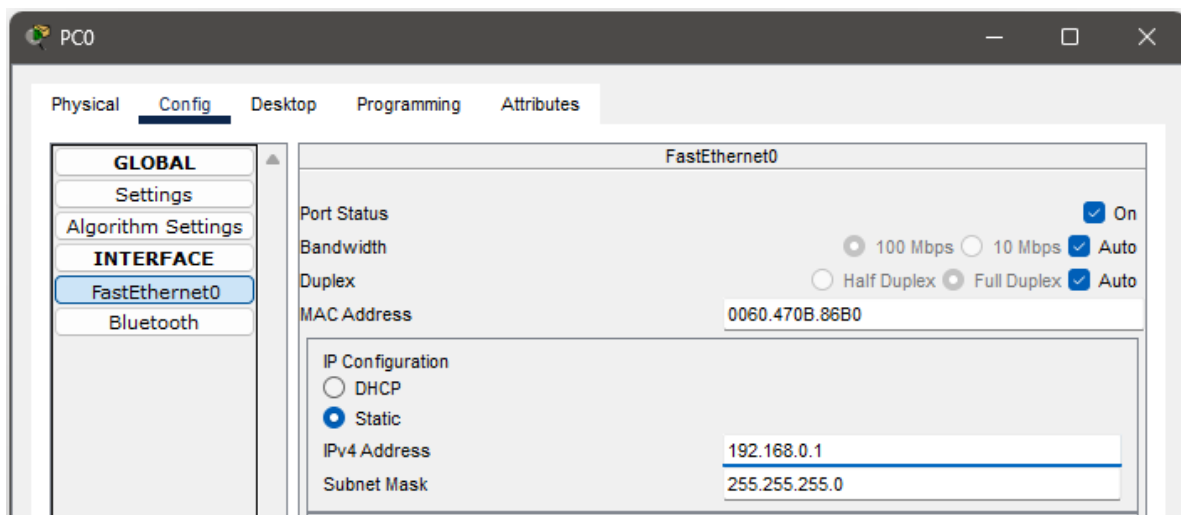 PC0
Physical Config Desktop Programming Attributes
GLOBAL
Settings
Algorithm Settings
INTERFACE
FastEthernet0
Bluetooth
FastEthernet0
Port Status On
Bandwidth 100 Mbps 10 Mbps Auto
Duplex Half Duplex Full Duplex Auto
MAC Address 0060.470B.86B0
IP Configuration
DHCP
Static
IPv4 Address 192.168.0.1
Subnet Mask 255.255.255.0